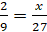 2/9 = x/27